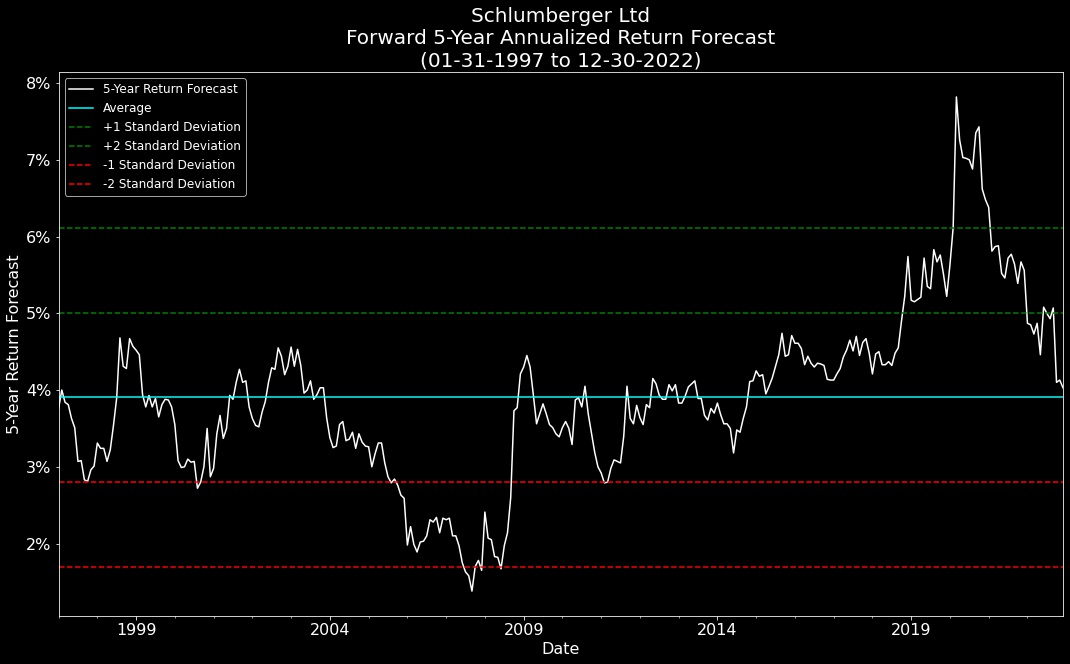 Schlumberger Ltd
Forward 5-Year Annualized Return Forecast
(01-31-1997 to 12-30-2022)
5-Year Return Forecast
Average
+1 Standard Deviation
+2 Standard Deviation
-1 Standard Deviation
-2 Standard Deviation
8%
7%
6%
5%
4%
3%
2%
5-Year Return Forecast
1999 2004 2009 2014 2019
Date